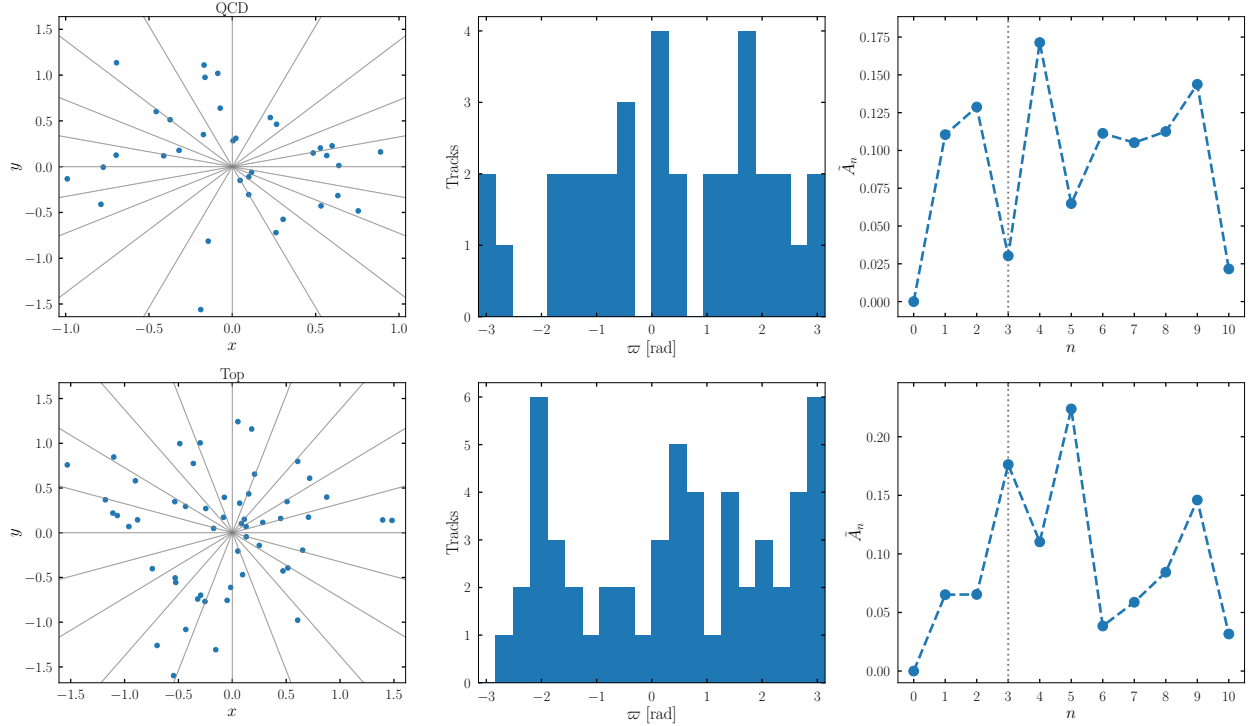 QCD
1.5
1.0
0.5
0.0
−0.5
−1.0
−1.5
y
−1.0 −0.5 0.0 0.5 1.0
x
4
3
2
1
0
Tracks
−3 −2 −1 0 1 2 3
ϖ [rad]
0.175
0.150
0.125
0.100
0.075
0.050
0.025
0.000
Ã_n
0 1 2 3 4 5 6 7 8 9 10
n
Top
1.5
1.0
0.5
0.0
−0.5
−1.0
−1.5
y
−1.5 −1.0 −0.5 0.0 0.5 1.0 1.5
x
6
5
4
3
2
1
0
Tracks
−3 −2 −1 0 1 2 3
ϖ [rad]
0.20
0.15
0.10
0.05
0.00
Ã_n
0 1 2 3 4 5 6 7 8 9 10
n